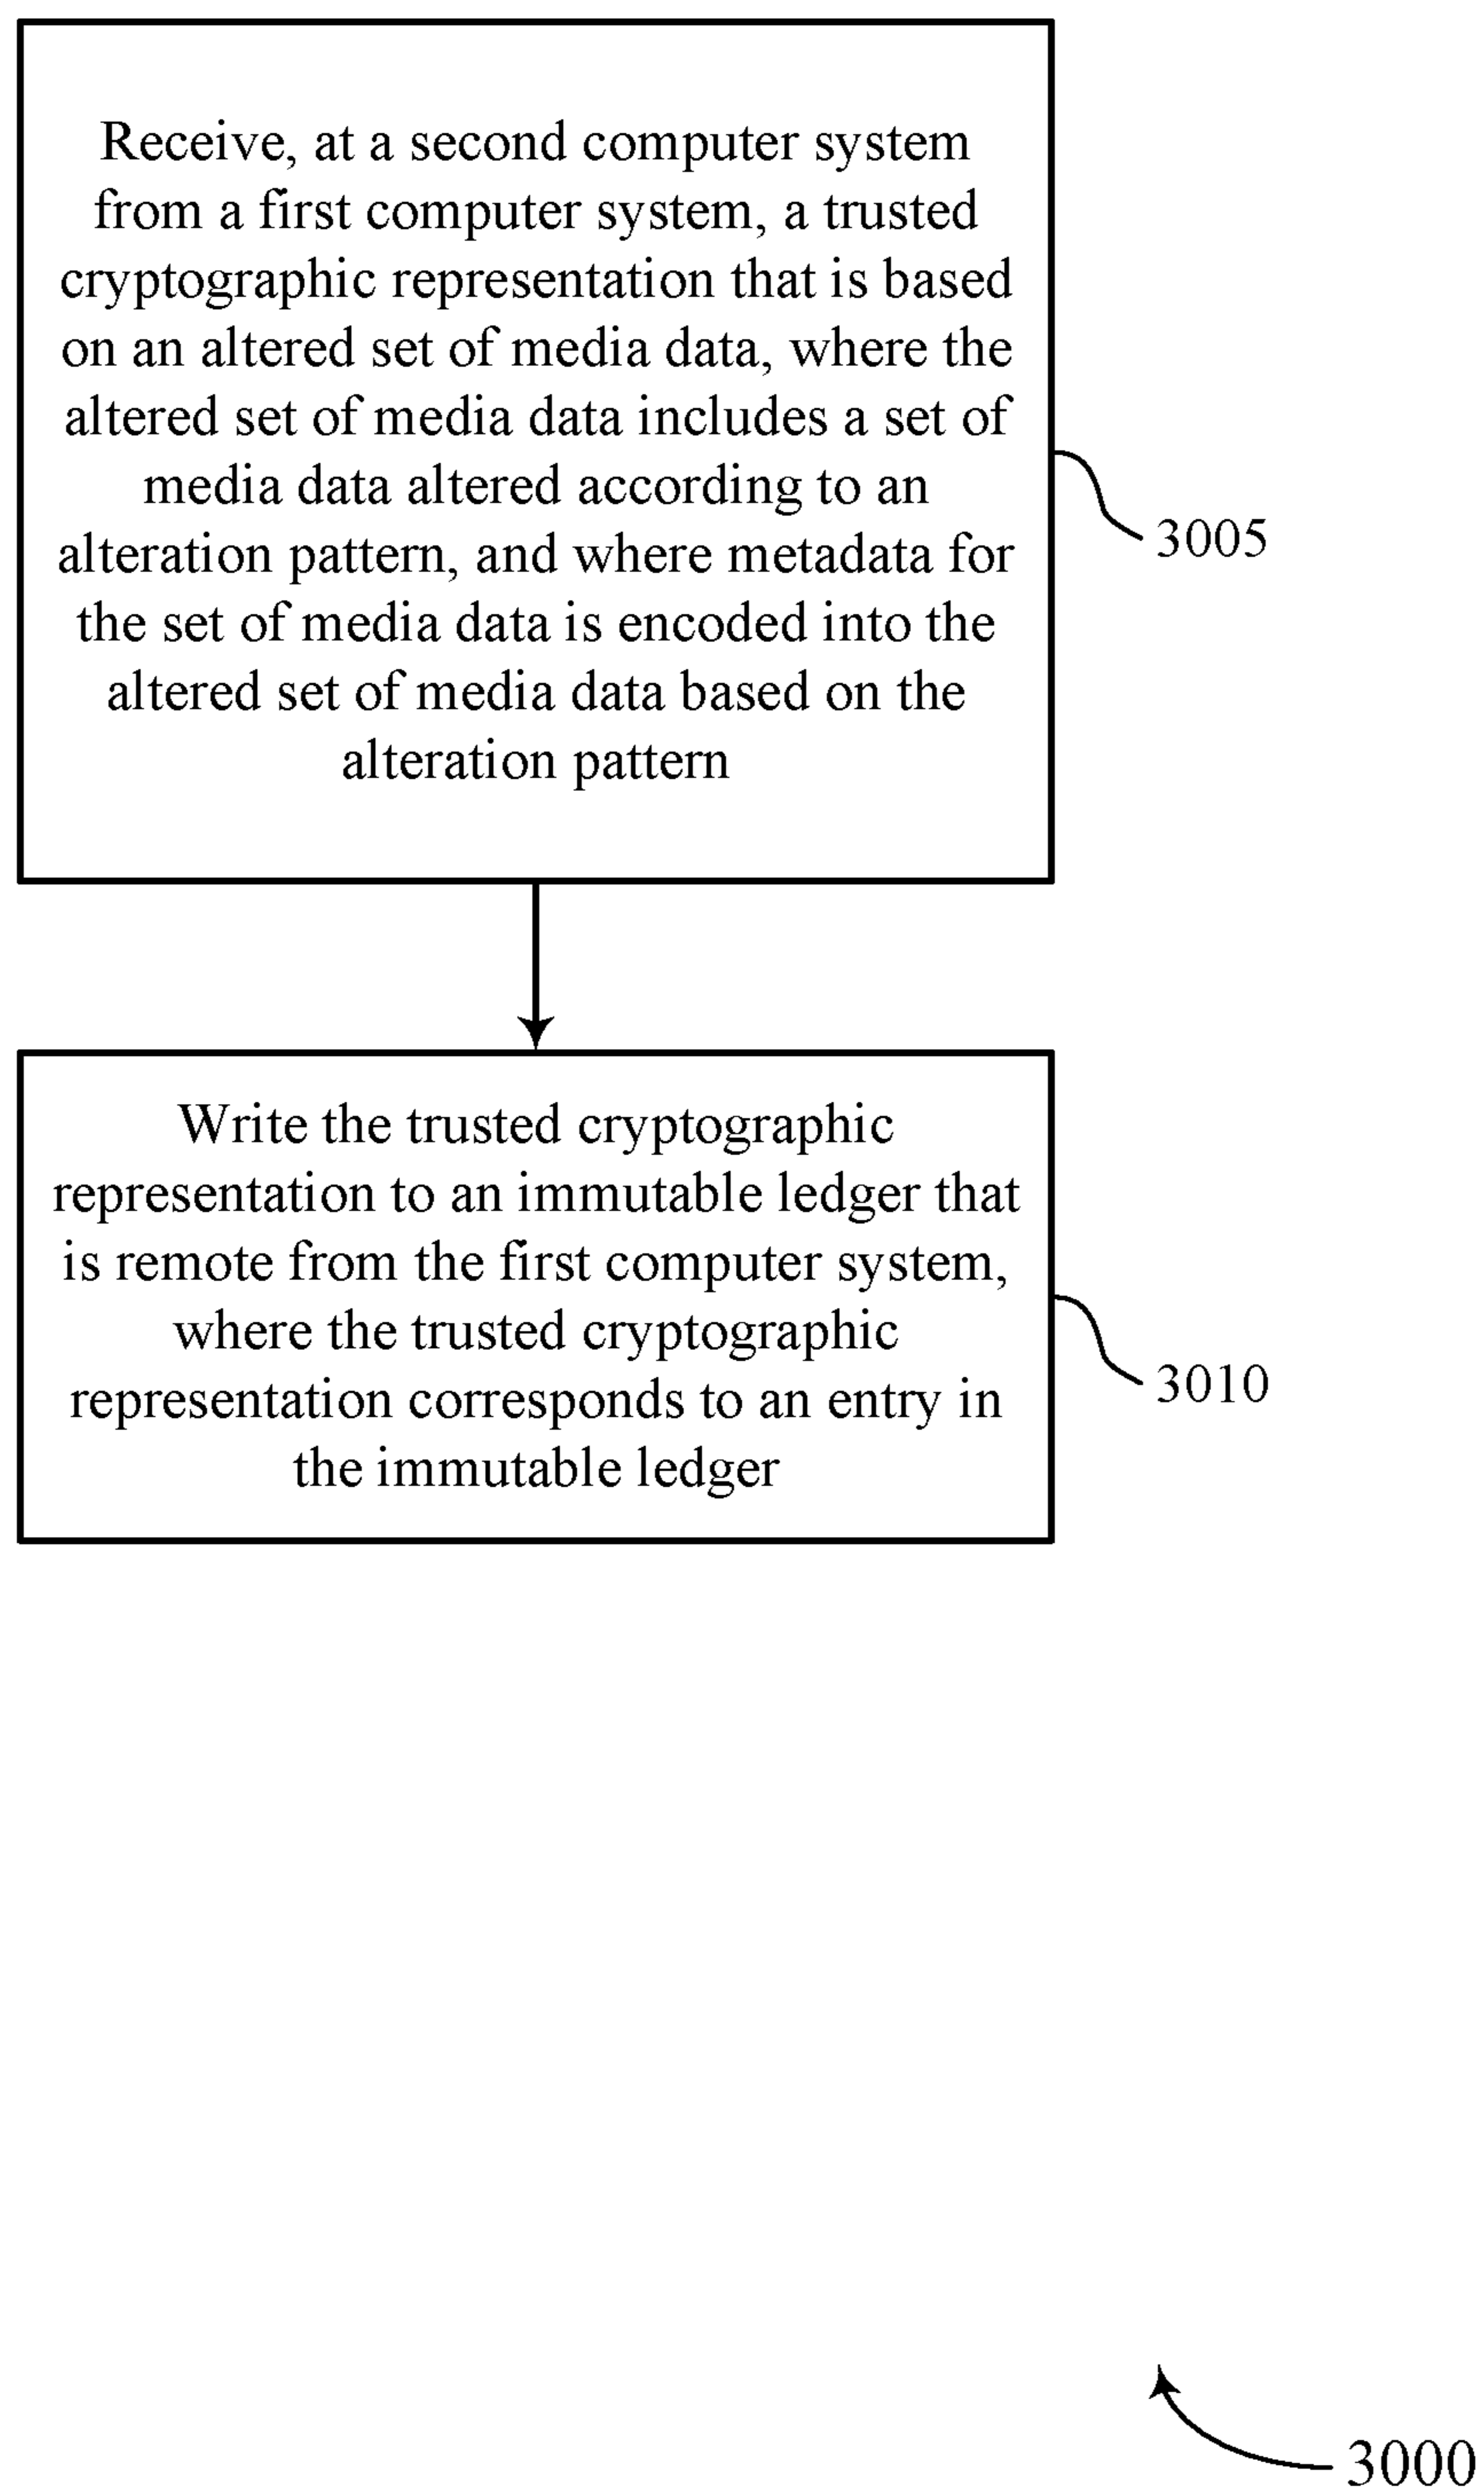 Receive, at a second computer system
from a first computer system, a trusted
cryptographic representation that is based
on an altered set of media data, where the
altered set of media data includes a set of
media data altered according to an
alteration pattern, and where metadata for
the set of media data is encoded into the
altered set of media data based on the
alteration pattern
3005
Write the trusted cryptographic
representation to an immutable ledger that
is remote from the first computer system,
where the trusted cryptographic
representation corresponds to an entry in
the immutable ledger
3010
3000